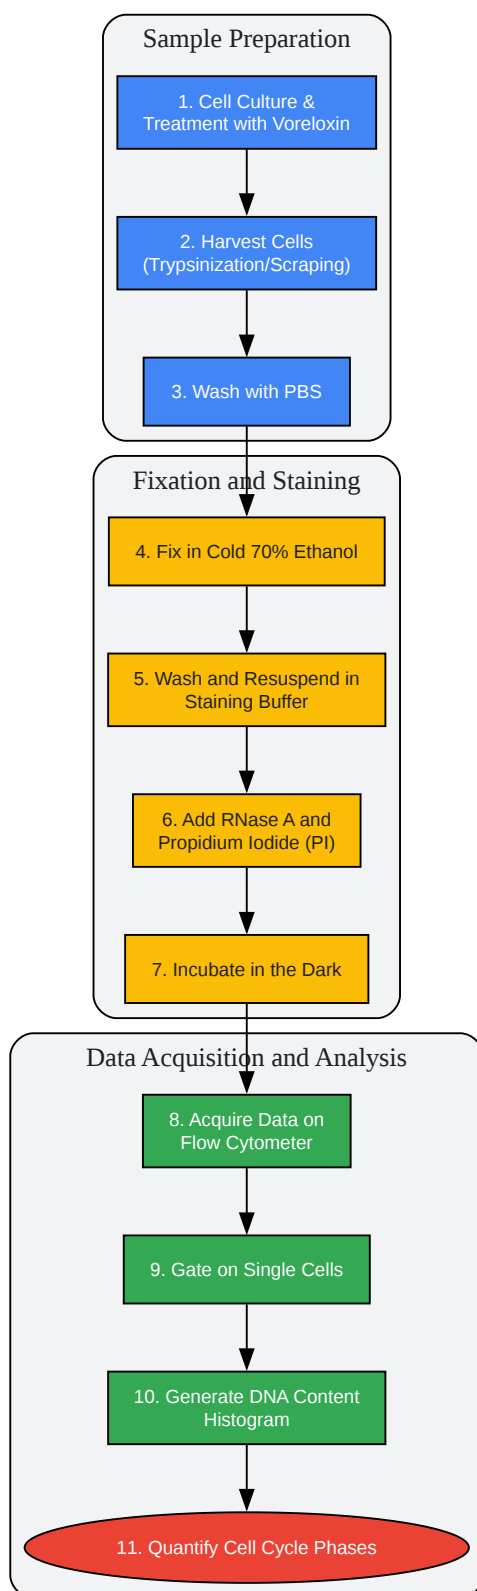 Sample Preparation
1. Cell Culture &
Treatment with Voreloxin
2. Harvest Cells
(Trypsinization/Scraping)
3. Wash with PBS
Fixation and Staining
4. Fix in Cold 70% Ethanol
5. Wash and Resuspend in
Staining Buffer
6. Add RNase A and
Propidium Iodide (PI)
7. Incubate in the Dark
Data Acquisition and Analysis
8. Acquire Data on
Flow Cytometer
9. Gate on Single Cells
10. Generate DNA Content
Histogram
11. Quantify Cell Cycle Phases